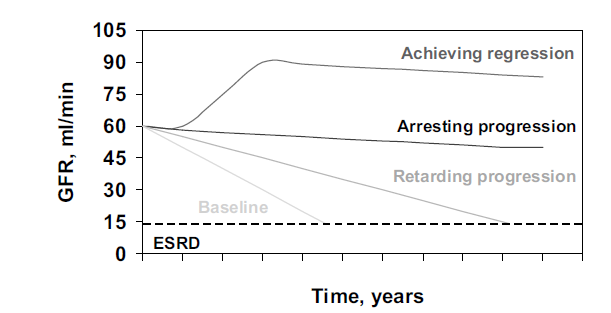 105
90
75
60
45
30
15
0
GFR, ml/min
Achieving regression
Arresting progression
Retarding progression
Baseline
ESRD
Time, years